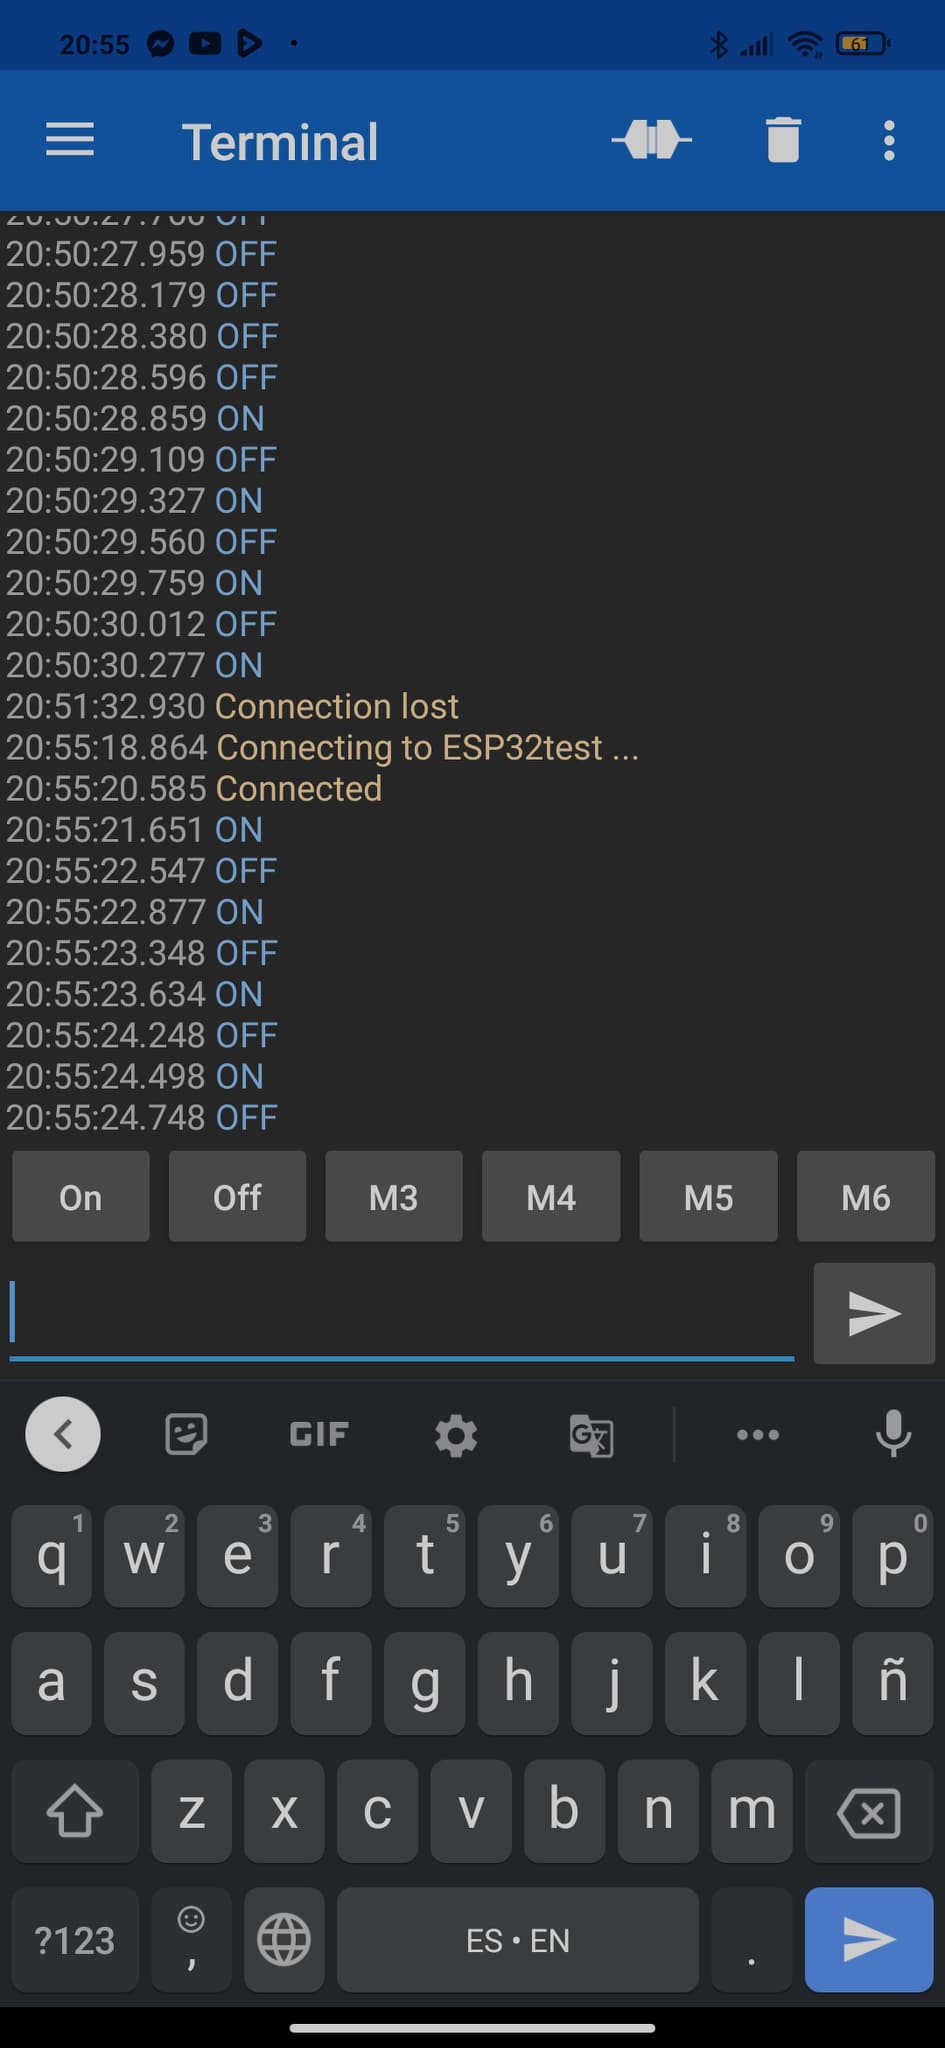 20:55
61
Terminal
20:50:27.959 OFF
20:50:28.179 OFF
20:50:28.380 OFF
20:50:28.596 OFF
20:50:28.859 ON
20:50:29.109 OFF
20:50:29.327 ON
20:50:29.560 OFF
20:50:29.759 ON
20:50:30.012 OFF
20:50:30.277 ON
20:51:32.930 Connection lost
20:55:18.864 Connecting to ESP32test ...
20:55:20.585 Connected
20:55:21.651 ON
20:55:22.547 OFF
20:55:22.877 ON
20:55:23.348 OFF
20:55:23.634 ON
20:55:24.248 OFF
20:55:24.498 ON
20:55:24.748 OFF
On Off M3 M4 M5 M6
GIF
1 2 3 4 5 6 7 8 9 0
q w e r t y u i o p
a s d f g h j k l ñ
z x c v b n m
?123 , ES • EN .